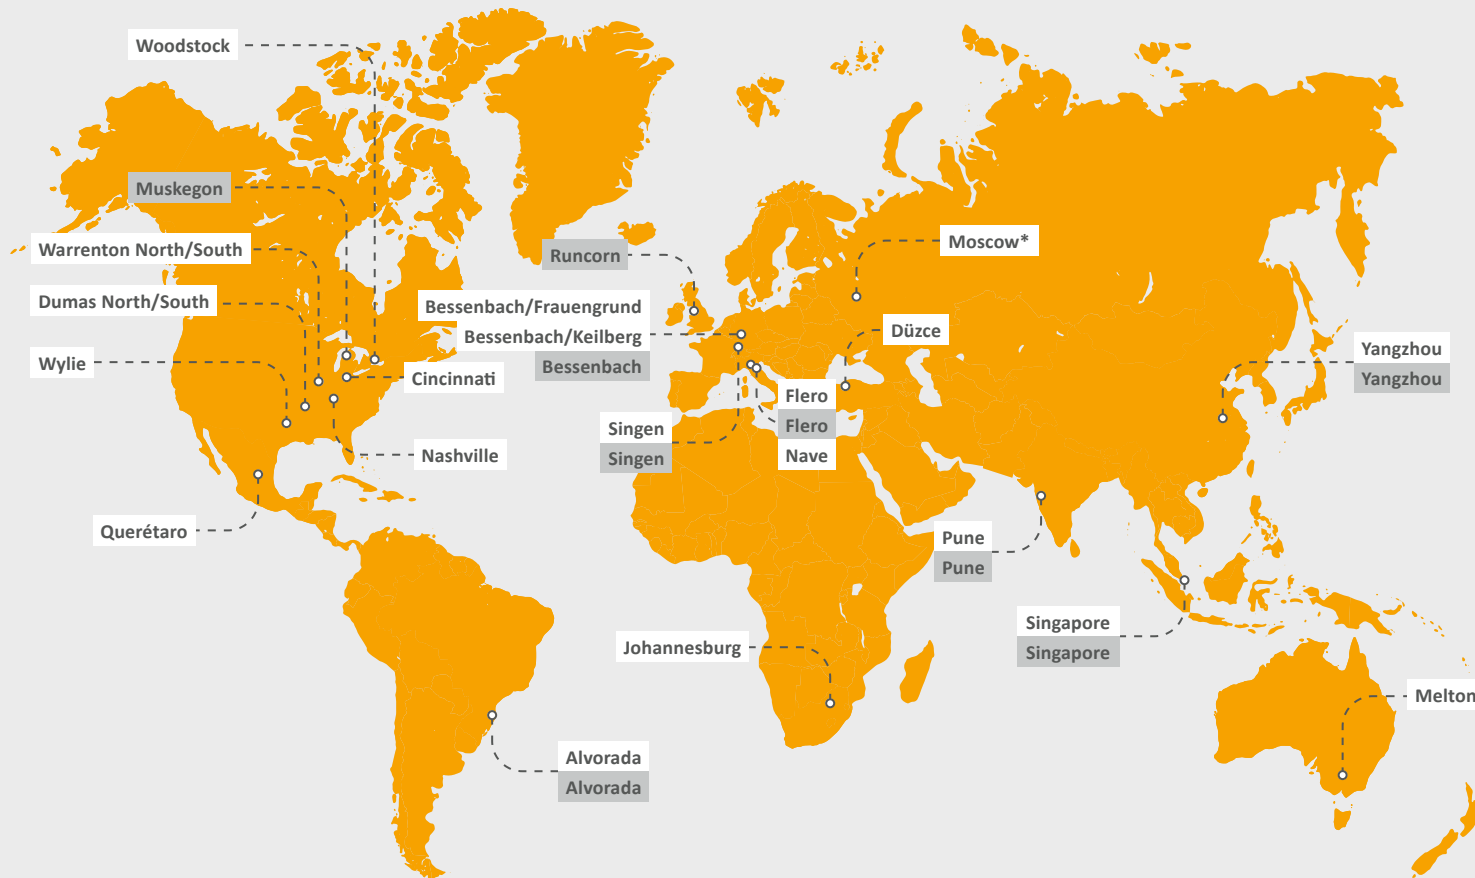 Woodstock
Muskegon
Warrenton North/South
Dumas North/South
Wylie
Cincinnati
Nashville
Querétaro
Alvorada
Alvorada
Runcorn
Bessenbach/Frauengrund
Bessenbach/Keilberg
Bessenbach
Singen
Singen
Flero
Flero
Nave
Moscow*
Düzce
Johannesburg
Pune
Pune
Yangzhou
Yangzhou
Singapore
Singapore
Melton